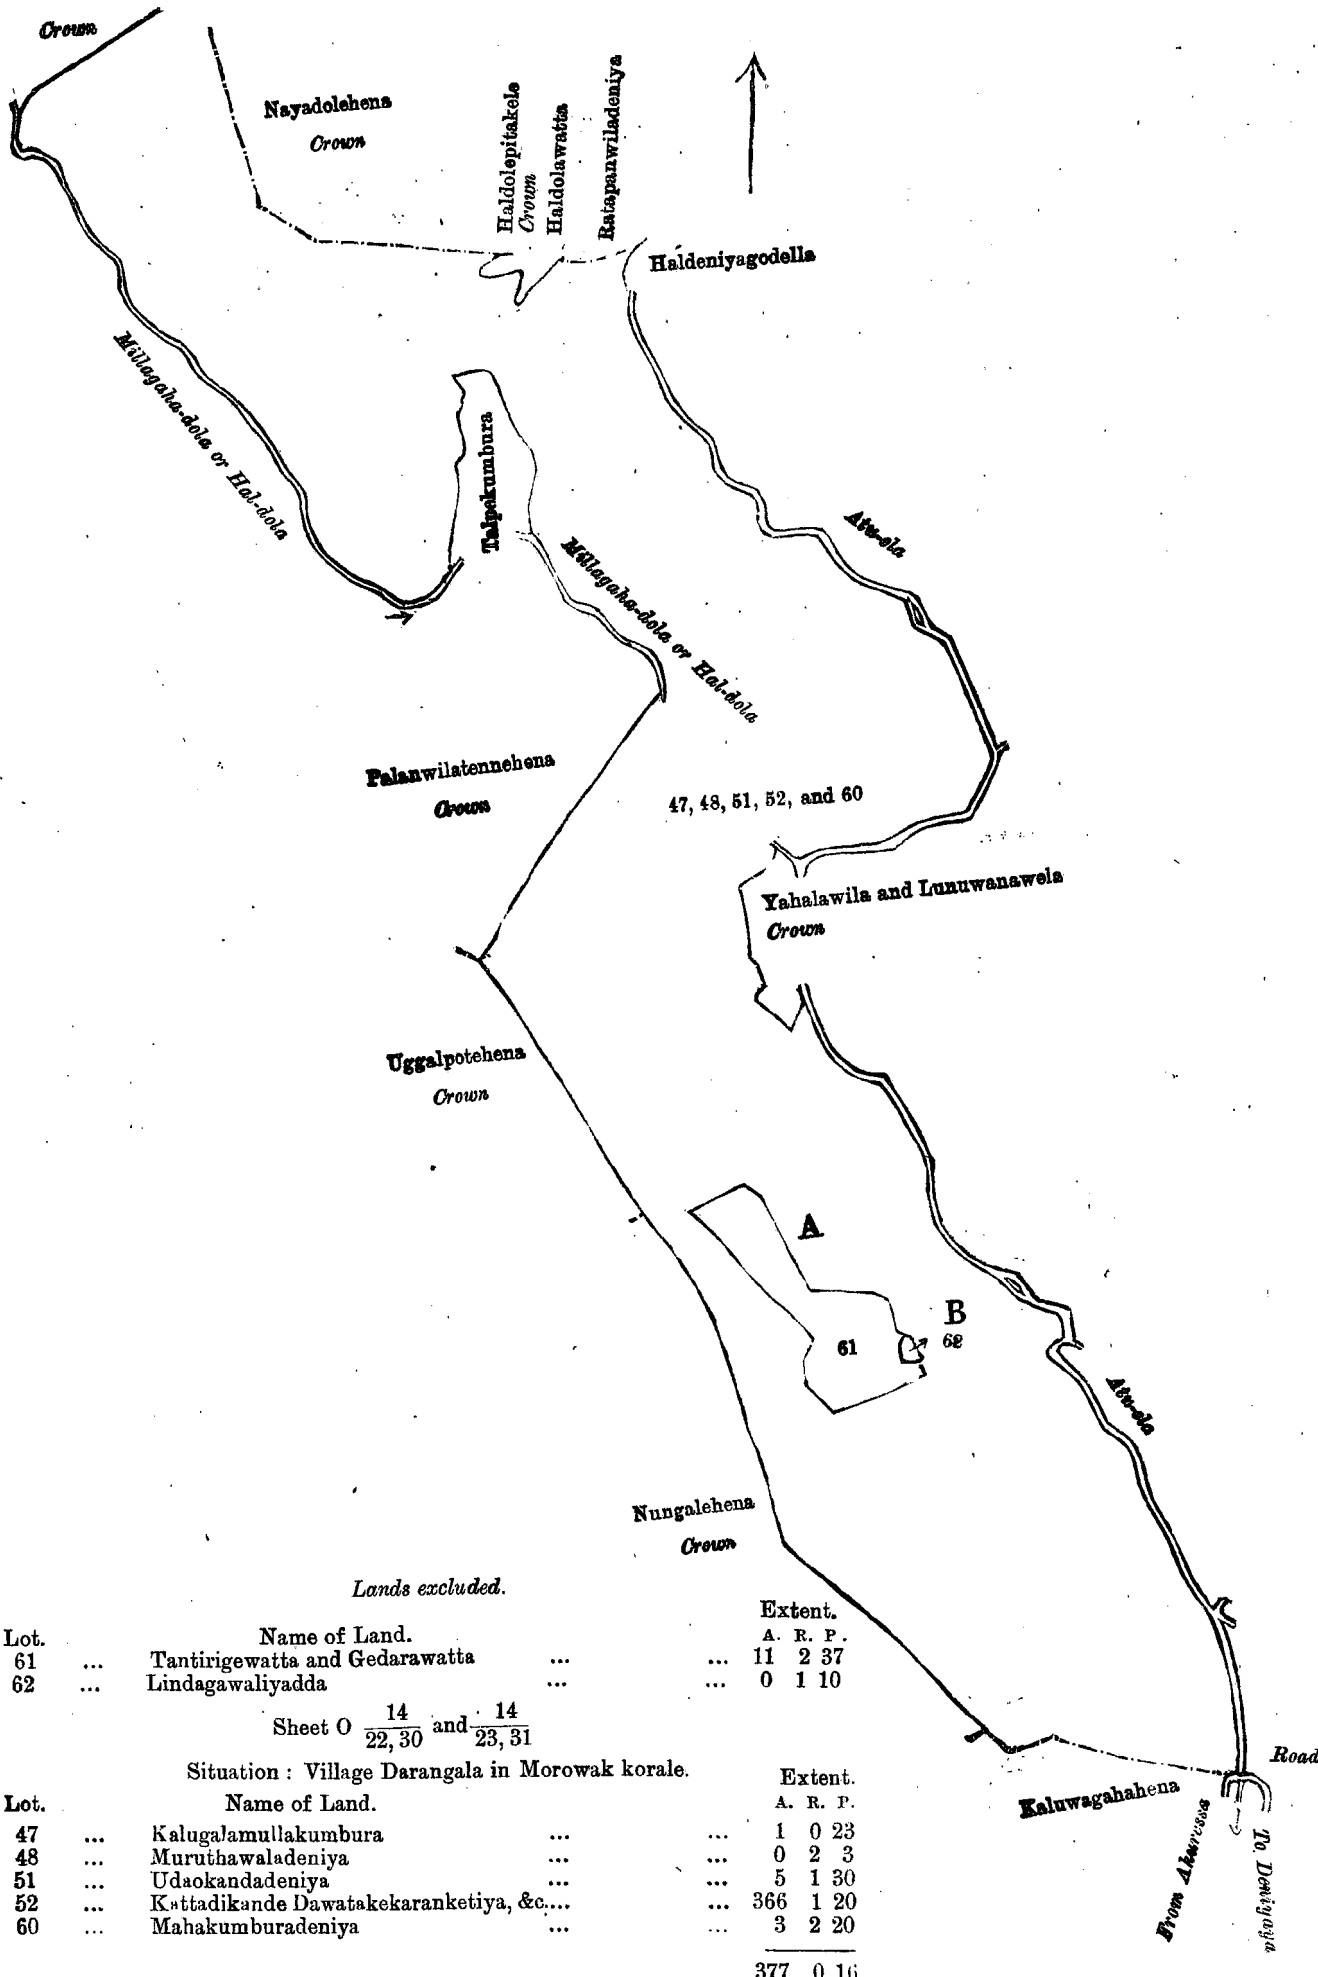 Crown
Nayadolehena
Crown
Haldolepitakele
Crown
Haldolawatta
Ratapanwiladeniya
Haldeniyagodella
Millagaha-dola or Hal-dola
Talpekumbura
Millagaha-dola or Hal-dola
Atu-ola
Palanwilatennehena
Crown
47, 48, 51, 52, and 60
Yahalawila and Lunuwanawela
Crown
Uggalpotehena
Crown
A
B
61
62
Atu-ola
Nungalehena
Crown
Lands excluded.
Extent.
Lot. Name of Land. A. R. P.
61 ... Tantirigewatta and Gedarawatta ... ... 11 2 37
62 ... Lindagawaliyadda ... ... 0 1 10
Sheet O 14/22, 30 and 14/23, 31
Situation : Village Darangala in Morowak korale.
Extent.
Lot. Name of Land. A. R. P.
47 ... Kalugalamullakumbura ... ... 1 0 23
48 ... Muruthawaladeniya ... ... 0 2 3
51 ... Udaokandadeniya ... ... 5 1 30
52 ... Kattadikande Dawatakekaranketiya, &c.... ... 366 1 20
60 ... Mahakumburadeniya ... ... 3 2 20
377 0 16
Kaluwagahahena
Road
From Akuressa
To Deniyaya